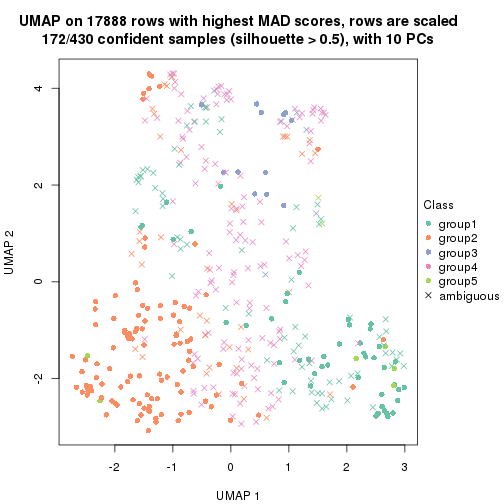 UMAP on 17888 rows with highest MAD scores, rows are scaled
172/430 confident samples (silhouette > 0.5), with 10 PCs
4
2
0
-2
UMAP 2
-2
-1
0
1
2
3
UMAP 1
Class
group1
group2
group3
group4
group5
ambiguous